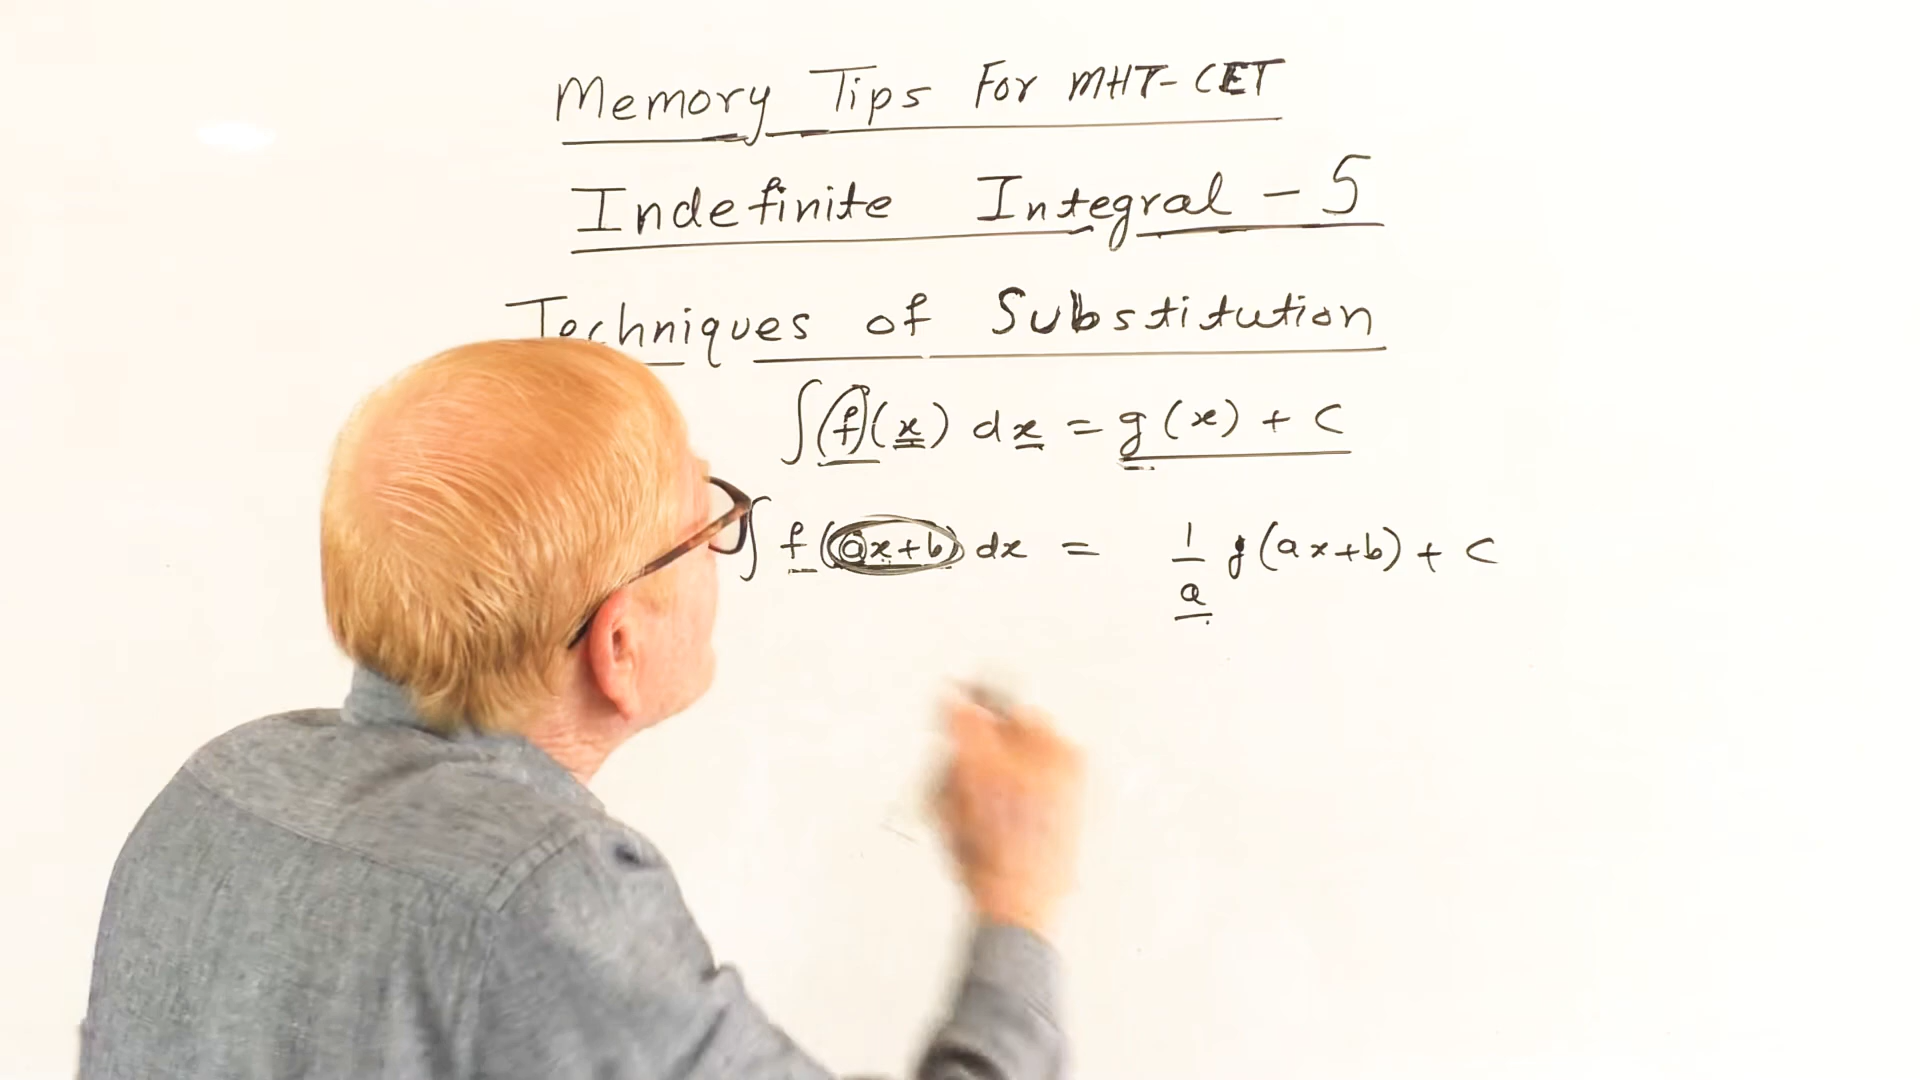 Memory Tips For MHT-CET
Indefinite Integral - 5
Techniques of Substitution
∫ f(x) dx = g(x) + c
∫ f(ax+b) dx = 1/a g(ax+b) + c